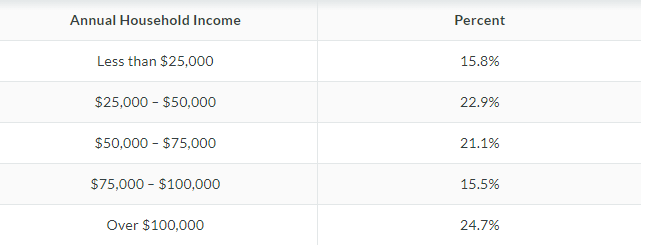 Annual Household Income Percent
Less than $25,000 15.8%
$25,000 – $50,000 22.9%
$50,000 – $75,000 21.1%
$75,000 – $100,000 15.5%
Over $100,000 24.7%